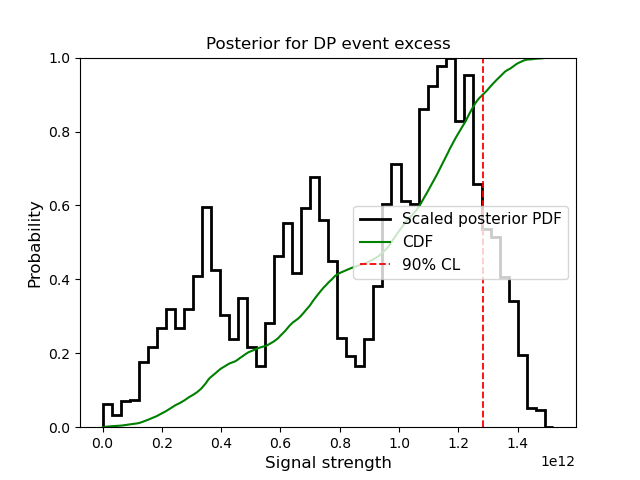 Posterior for DP event excess
1.0
0.8
0.6
0.4
0.2
0.0
Probability
Scaled posterior PDF
CDF
90% CL
0.0 0.2 0.4 0.6 0.8 1.0 1.2 1.4
1e12
Signal strength